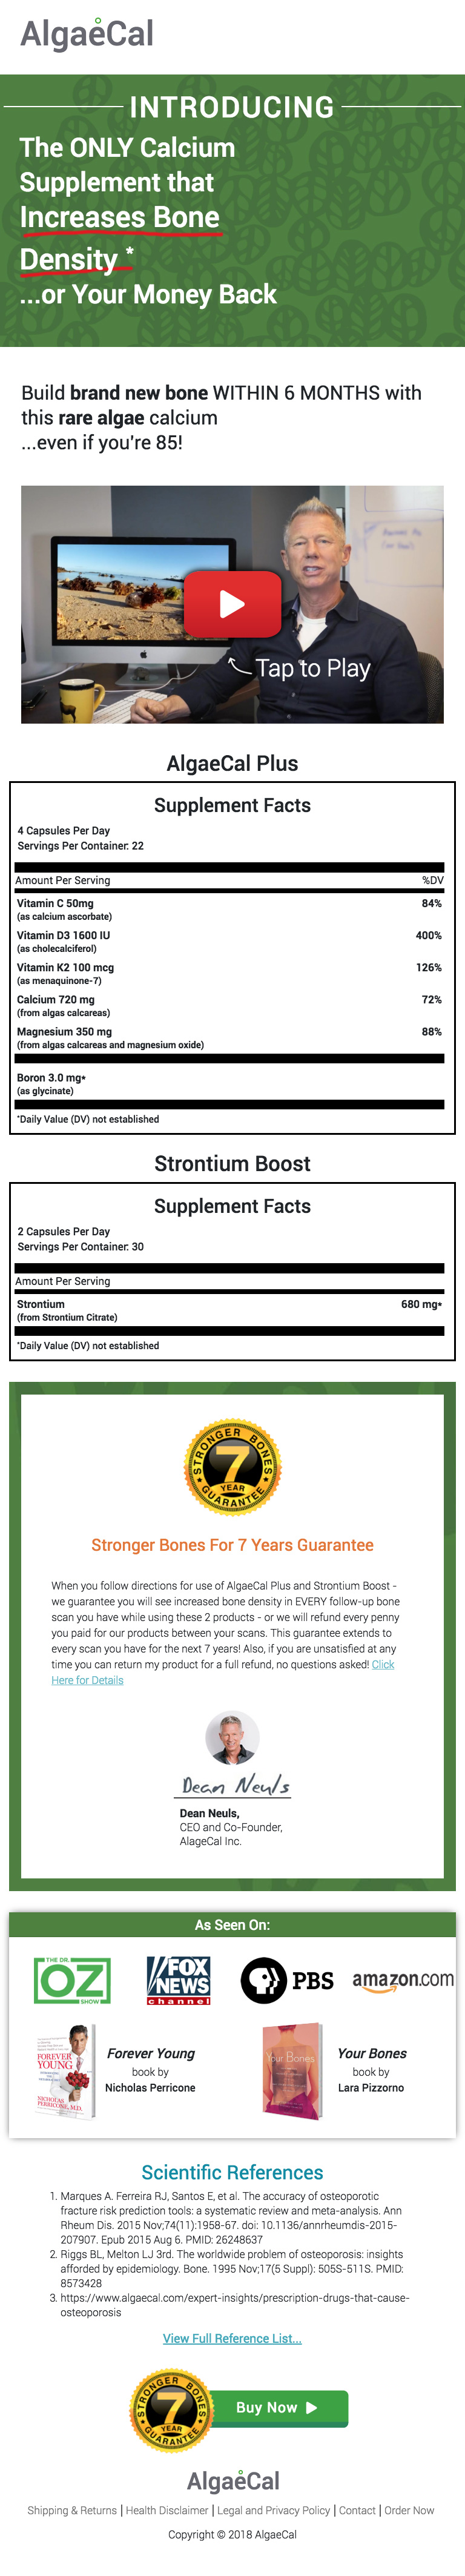 AlgaeCal
INTRODUCING
The ONLY Calcium
Supplement that
Increases Bone
Density *
...or Your Money Back
Build brand new bone WITHIN 6 MONTHS with
this rare algae calcium
...even if you're 85!
Tap to Play
AlgaeCal Plus
Supplement Facts
4 Capsules Per Day
Servings Per Container: 22
Amount Per Serving %DV
Vitamin C 50mg 84%
(as calcium ascorbate)
Vitamin D3 1600 IU 400%
(as cholecalciferol)
Vitamin K2 100 mcg 126%
(as menaquinone-7)
Calcium 720 mg 72%
(from algas calcareas)
Magnesium 350 mg 88%
(from algas calcareas and magnesium oxide)
Boron 3.0 mg*
(as glycinate)
*Daily Value (DV) not established
Strontium Boost
Supplement Facts
2 Capsules Per Day
Servings Per Container: 30
Amount Per Serving
Strontium 680 mg*
(from Strontium Citrate)
*Daily Value (DV) not established
STRONGER BONES
7
YEAR
GUARANTEE
Stronger Bones For 7 Years Guarantee
When you follow directions for use of AlgaeCal Plus and Strontium Boost -
we guarantee you will see increased bone density in EVERY follow-up bone
scan you have while using these 2 products - or we will refund every penny
you paid for our products between your scans. This guarantee extends to
every scan you have for the next 7 years! Also, if you are unsatisfied at any
time you can return my product for a full refund, no questions asked! Click
Here for Details
Dean Neuls
Dean Neuls,
CEO and Co-Founder,
AlageCal Inc.
As Seen On:
THE DR.
OZ
SHOW
FOX
NEWS
channel
PBS
amazon.com
FOREVER
YOUNG
NICHOLAS
PERRICONE, M.D.
Forever Young
book by
Nicholas Perricone
Your Bones
Your Bones
book by
Lara Pizzorno
Scientific References
1. Marques A. Ferreira RJ, Santos E, et al. The accuracy of osteoporotic
fracture risk prediction tools: a systematic review and meta-analysis. Ann
Rheum Dis. 2015 Nov;74(11):1958-67. doi: 10.1136/annrheumdis-2015-
207907. Epub 2015 Aug 6. PMID: 26248637
2. Riggs BL, Melton LJ 3rd. The worldwide problem of osteoporosis: insights
afforded by epidemiology. Bone. 1995 Nov;17(5 Suppl): 505S-511S. PMID:
8573428
3. https://www.algaecal.com/expert-insights/prescription-drugs-that-cause-
osteoporosis
View Full Reference List...
STRONGER BONES
7
YEAR
GUARANTEE
Buy Now
AlgaeCal
Shipping & Returns | Health Disclaimer | Legal and Privacy Policy | Contact | Order Now
Copyright © 2018 AlgaeCal